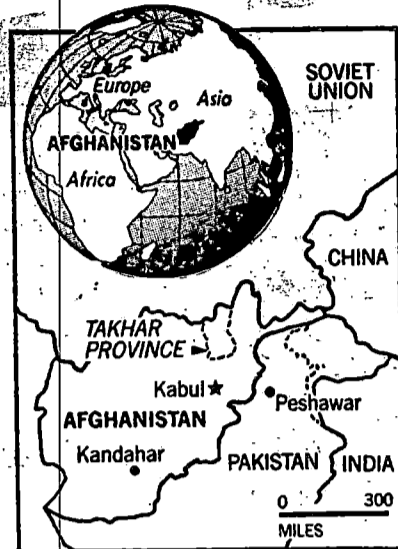 Europe
Asia
SOVIET
UNION
AFGHANISTAN
Africa
CHINA
TAKHAR
PROVINCE
Kabul
Peshawar
AFGHANISTAN
Kandahar
PAKISTAN
INDIA
0 300
MILES